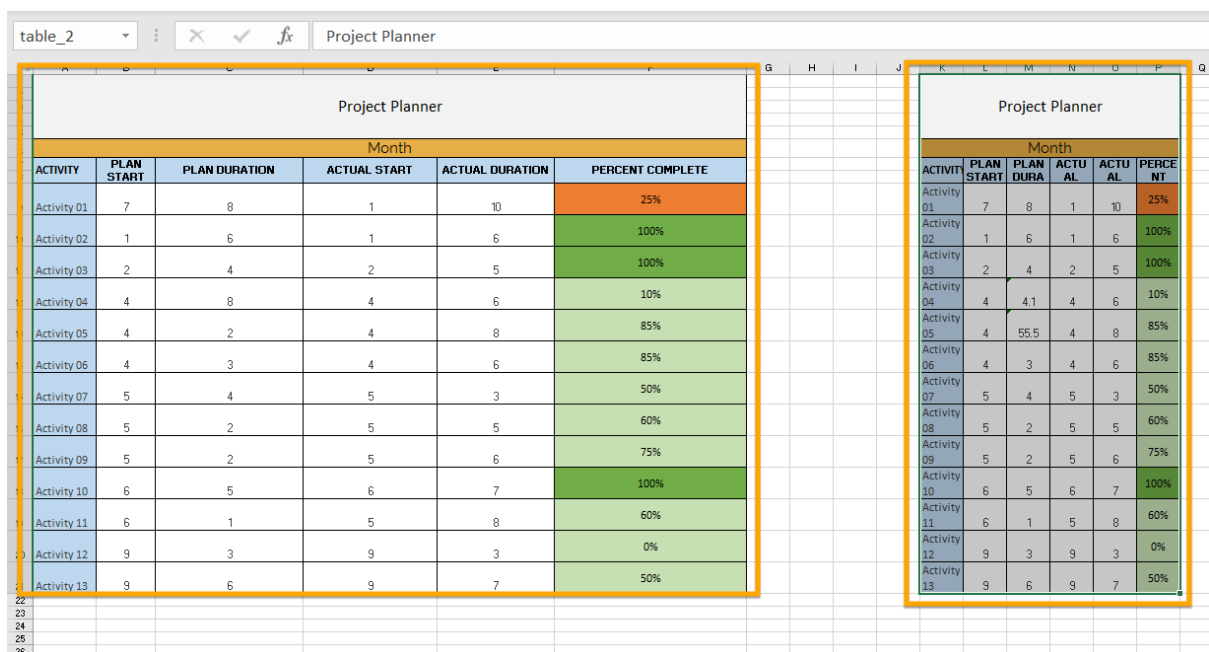 table_2 fx Project Planner
A B C D E F G H I J K L M N O P Q
Project Planner Project Planner
Month Month
ACTIVITY PLAN START PLAN DURATION ACTUAL START ACTUAL DURATION PERCENT COMPLETE ACTIVITY PLAN START PLAN DURA ACTU AL ACTU AL PERCE NT
Activity 01 7 8 1 10 25% Activity 01 7 8 1 10 25%
Activity 02 1 6 1 6 100% Activity 02 1 6 1 6 100%
Activity 03 2 4 2 5 100% Activity 03 2 4 2 5 100%
Activity 04 4 8 4 6 10% Activity 04 4 4.1 4 6 10%
Activity 05 4 2 4 8 85% Activity 05 4 55.5 4 8 85%
Activity 06 4 3 4 6 85% Activity 06 4 3 4 6 85%
Activity 07 5 4 5 3 50% Activity 07 5 4 5 3 50%
Activity 08 5 2 5 5 60% Activity 08 5 2 5 5 60%
Activity 09 5 2 5 6 75% Activity 09 5 2 5 6 75%
Activity 10 6 5 6 7 100% Activity 10 6 5 6 7 100%
Activity 11 6 1 5 8 60% Activity 11 6 1 5 8 60%
Activity 12 9 3 9 3 0% Activity 12 9 3 9 3 0%
Activity 13 9 6 9 7 50% Activity 13 9 6 9 7 50%
22
23
24
25
26